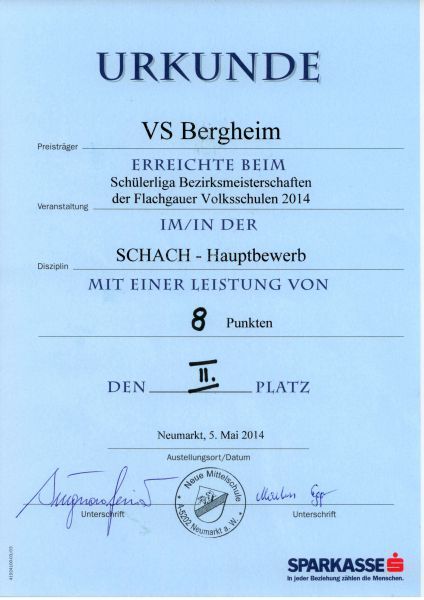 URKUNDE
VS Bergheim
Preisträger
ERREICHTE BEIM
Schülerliga Bezirksmeisterschaften
der Flachgauer Volksschulen 2014
Veranstaltung
IM/IN DER
SCHACH - Hauptbewerb
Disziplin
MIT EINER LEISTUNG VON
8 Punkten
DEN II. PLATZ
Neumarkt, 5. Mai 2014
Ausstellungsort/Datum
Neue Mittelschule
A-5202 Neumarkt a. W.
Unterschrift
Unterschrift
SPARKASSE
In jeder Beziehung zählen die Menschen.